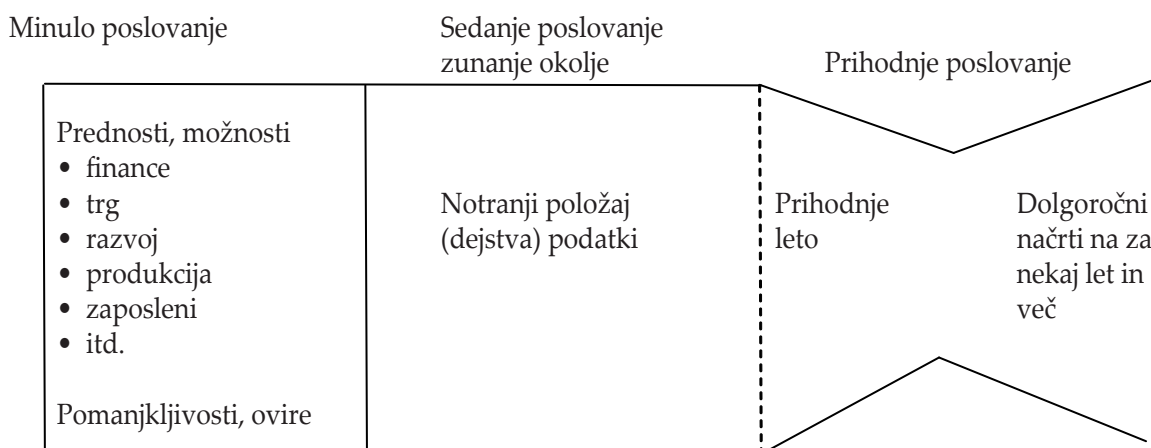 Minulo poslovanje
Sedanje poslovanje
zunanje okolje
Prihodnje poslovanje
Prednosti, možnosti
• finance
• trg
• razvoj
• produkcija
• zaposleni
• itd.
Pomanjkljivosti, ovire
Notranji položaj
(dejstva) podatki
Prihodnje
leto
Dolgoročni
načrti na za
nekaj let in
več